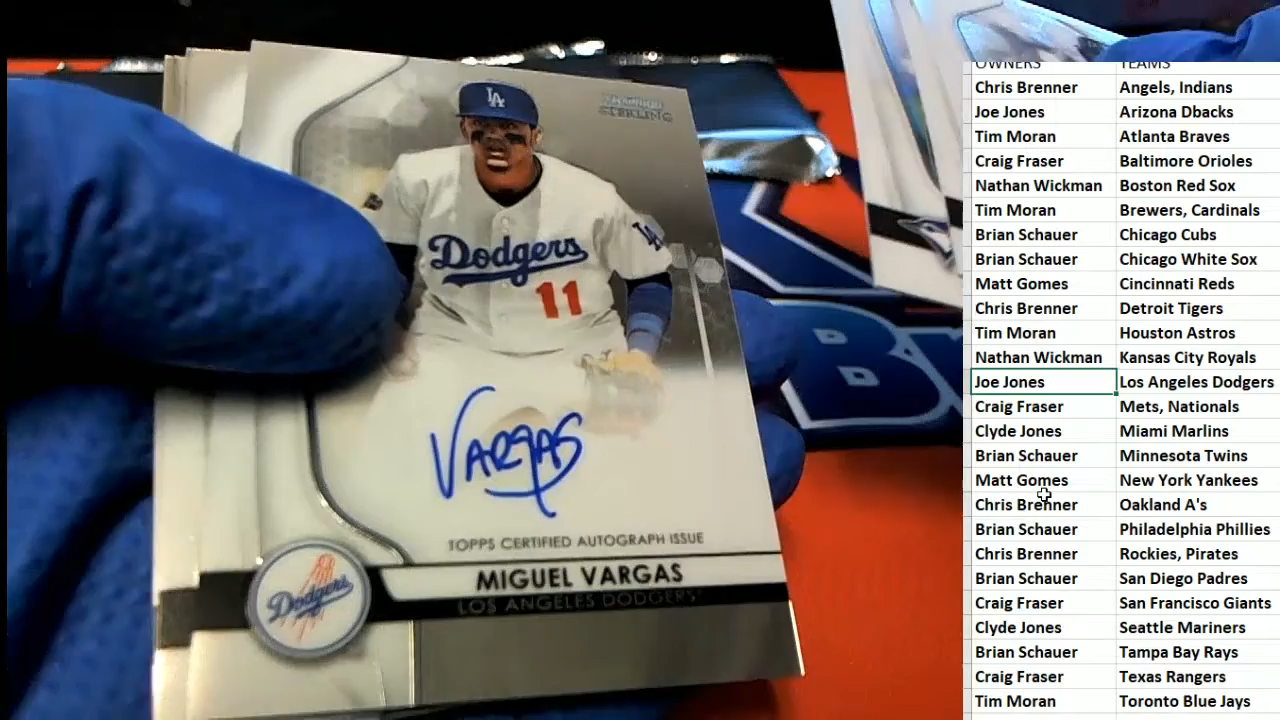 LA
BOWMAN
STERLING
Dodgers
LA
11
VARGAS
TOPPS CERTIFIED AUTOGRAPH ISSUE
MIGUEL VARGAS
LOS ANGELES DODGERS
Dodgers
B
OWNERS TEAMS
Chris Brenner Angels, Indians
Joe Jones Arizona Dbacks
Tim Moran Atlanta Braves
Craig Fraser Baltimore Orioles
Nathan Wickman Boston Red Sox
Tim Moran Brewers, Cardinals
Brian Schauer Chicago Cubs
Brian Schauer Chicago White Sox
Matt Gomes Cincinnati Reds
Chris Brenner Detroit Tigers
Tim Moran Houston Astros
Nathan Wickman Kansas City Royals
Joe Jones Los Angeles Dodgers
Craig Fraser Mets, Nationals
Clyde Jones Miami Marlins
Brian Schauer Minnesota Twins
Matt Gomes New York Yankees
Chris Brenner Oakland A's
Brian Schauer Philadelphia Phillies
Chris Brenner Rockies, Pirates
Brian Schauer San Diego Padres
Craig Fraser San Francisco Giants
Clyde Jones Seattle Mariners
Brian Schauer Tampa Bay Rays
Craig Fraser Texas Rangers
Tim Moran Toronto Blue Jays